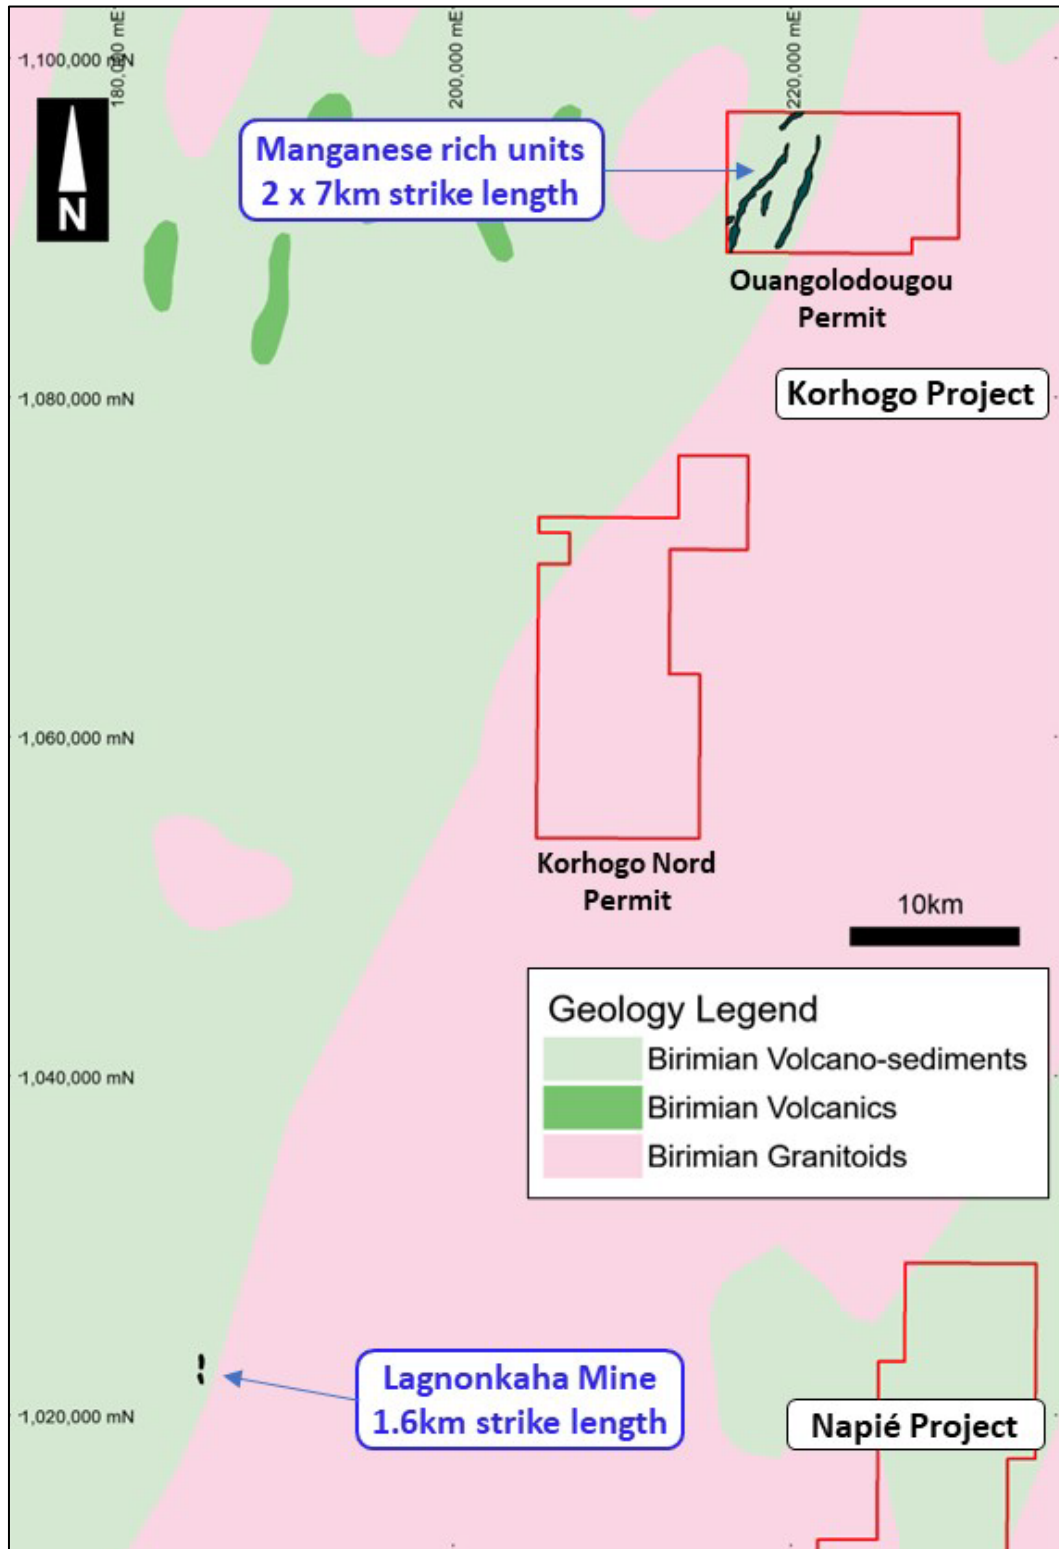 180,000 mE
200,000 mE
220,000 mE
1,100,000 mN
N
Manganese rich units
2 x 7km strike length
Ouangolodougou
Permit
Korhogo Project
1,080,000 mN
1,060,000 mN
Korhogo Nord
Permit
10km
Geology Legend
Birimian Volcano-sediments
Birimian Volcanics
Birimian Granitoids
1,040,000 mN
Lagnonkaha Mine
1.6km strike length
1,020,000 mN
Napié Project